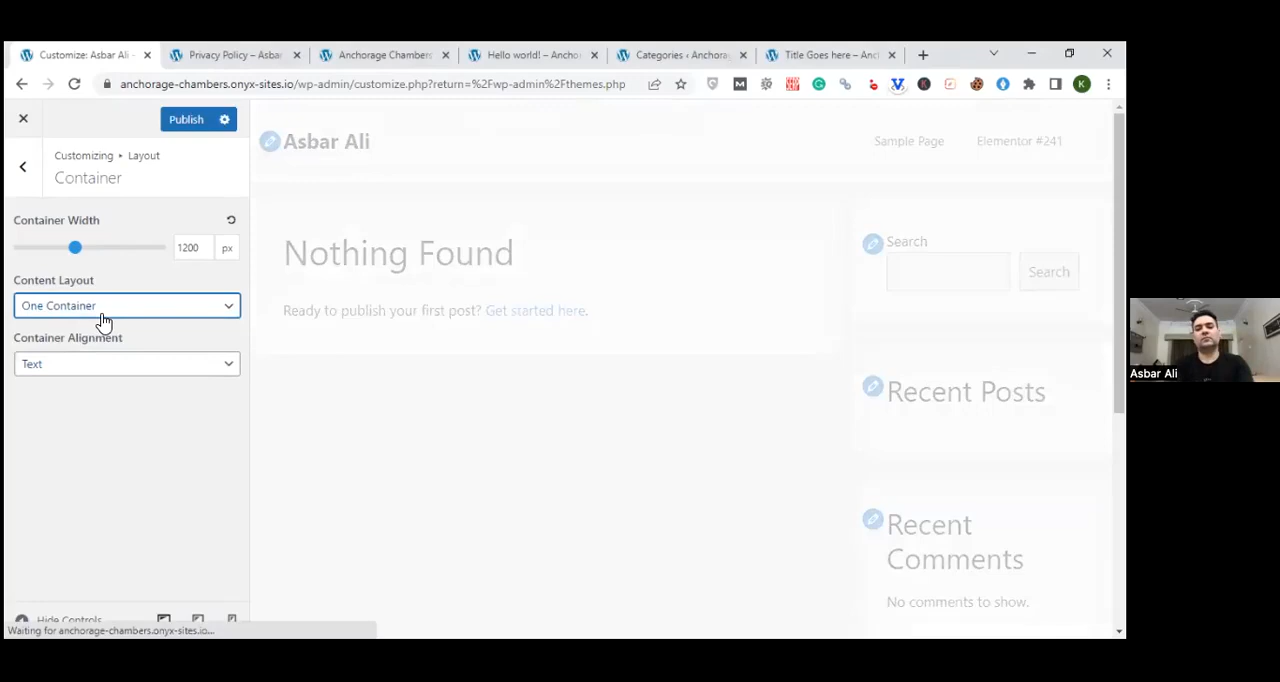 Customize: Asbar Ali -
Privacy Policy – Asba
Anchorage Chambers
Hello world! – Ancho
Categories ‹ Anchora
Title Goes here – Anc
anchorage-chambers.onyx-sites.io/wp-admin/customize.php?return=%2Fwp-admin%2Fthemes.php
K
Publish
Customizing ▸ Layout
Container
Container Width
1200 px
Content Layout
One Container
Container Alignment
Text
Hide Controls
Waiting for anchorage-chambers.onyx-sites.io...
Asbar Ali
Sample Page
Elementor #241
Nothing Found
Ready to publish your first post? Get started here.
Search
Search
Recent Posts
Recent
Comments
No comments to show.
Asbar Ali